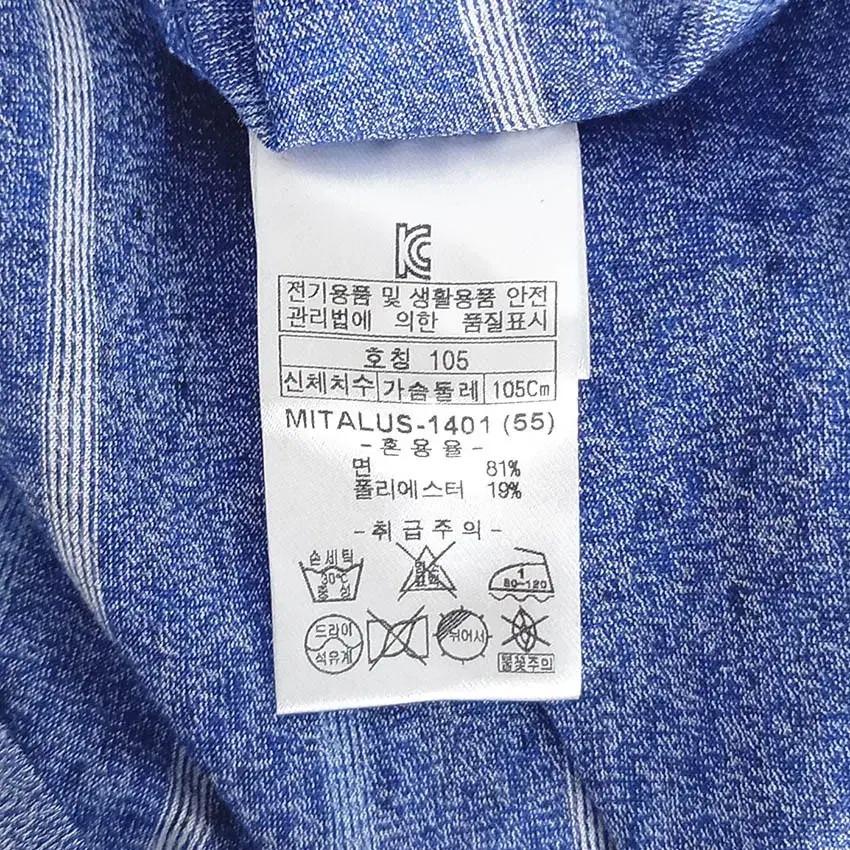 KC
전기용품 및 생활용품 안전
관리법에 의한 품질표시
호칭 105
신체치수 가슴둘레 105Cm
MITALUS-1401 (55)
- 혼 용 율 -
면 81%
폴리에스터 19%
- 취 급 주 의 -
손세탁
30℃
중성
1
80-120
드라이
석유계
뉘어서
불꽃주의